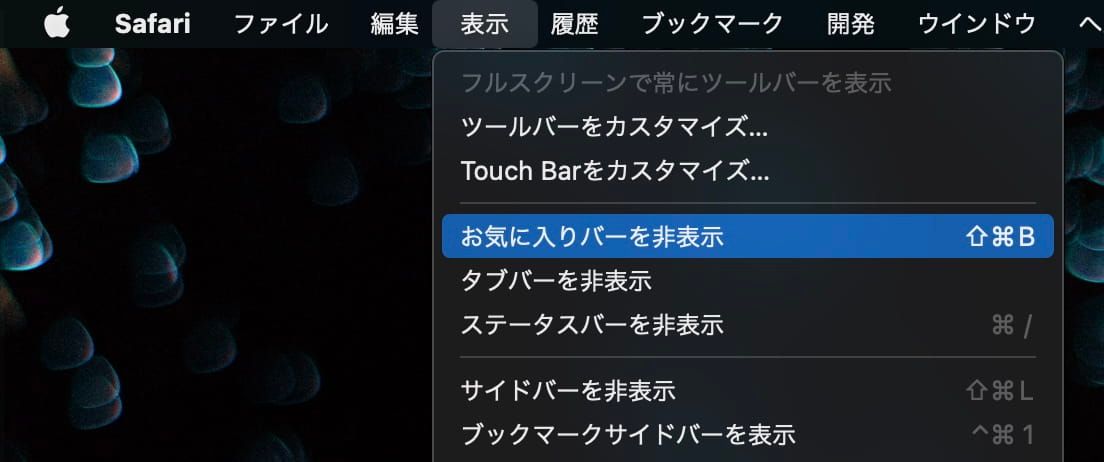 Safari ファイル 編集 表示 履歴 ブックマーク 開発 ウインドウ ヘ
フルスクリーンで常にツールバーを表示
ツールバーをカスタマイズ...
Touch Barをカスタマイズ...
お気に入りバーを非表示 ⇧⌘B
タブバーを非表示
ステータスバーを非表示 ⌘/
サイドバーを非表示 ⇧⌘L
ブックマークサイドバーを表示 ^⌘1